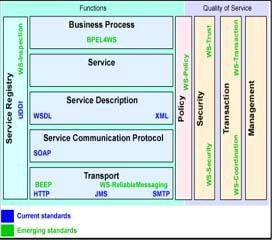 Functions
Quality of Service
Service Registry
UDDI
WS-Inspection
Business Process
BPEL4WS
Service
Service Description
WSDL XML
Service Communication Protocol
SOAP
Transport
BEEP WS-ReliableMessaging
HTTP JMS SMTP
Policy
WS-Policy
Security
WS-Security
WS-Trust
Transaction
WS-Coordination
WS-Transaction
Management
Current standards
Emerging standards